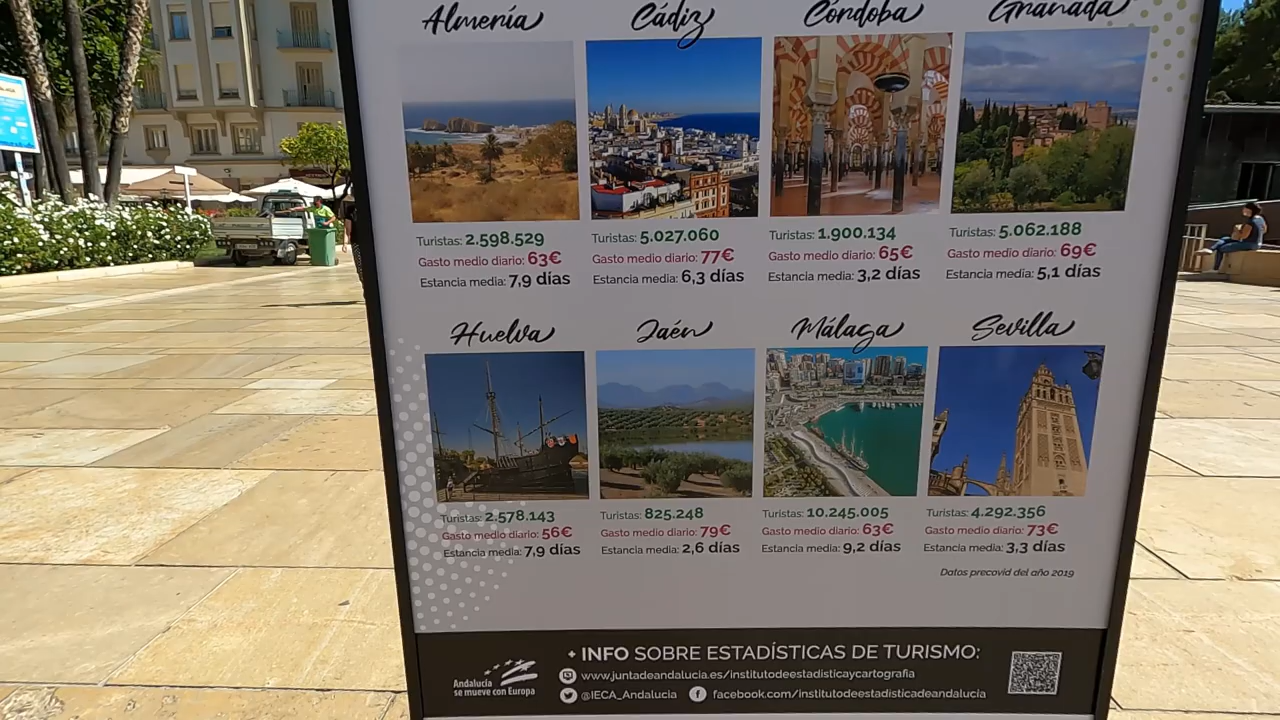 Almería
Cádiz
Córdoba
Granada
Turistas: 2.598.529
Gasto medio diario: 63€
Estancia media: 7,9 días
Turistas: 5.027.060
Gasto medio diario: 77€
Estancia media: 6,3 días
Turistas: 1.900.134
Gasto medio diario: 65€
Estancia media: 3,2 días
Turistas: 5.062.188
Gasto medio diario: 69€
Estancia media: 5,1 días
Huelva
Jaén
Málaga
Sevilla
Turistas: 2.578.143
Gasto medio diario: 56€
Estancia media: 7,9 días
Turistas: 825.248
Gasto medio diario: 79€
Estancia media: 2,6 días
Turistas: 10.245.005
Gasto medio diario: 63€
Estancia media: 9,2 días
Turistas: 4.292.356
Gasto medio diario: 73€
Estancia media: 3,3 días
Datos precovid del año 2019
+ INFO SOBRE ESTADÍSTICAS DE TURISMO:
www.juntadeandalucia.es/institutodeestadisticaycartografia
@IECA_Andalucia
facebook.com/institutodeestadisticadeandalucia
Andalucía
se mueve con Europa